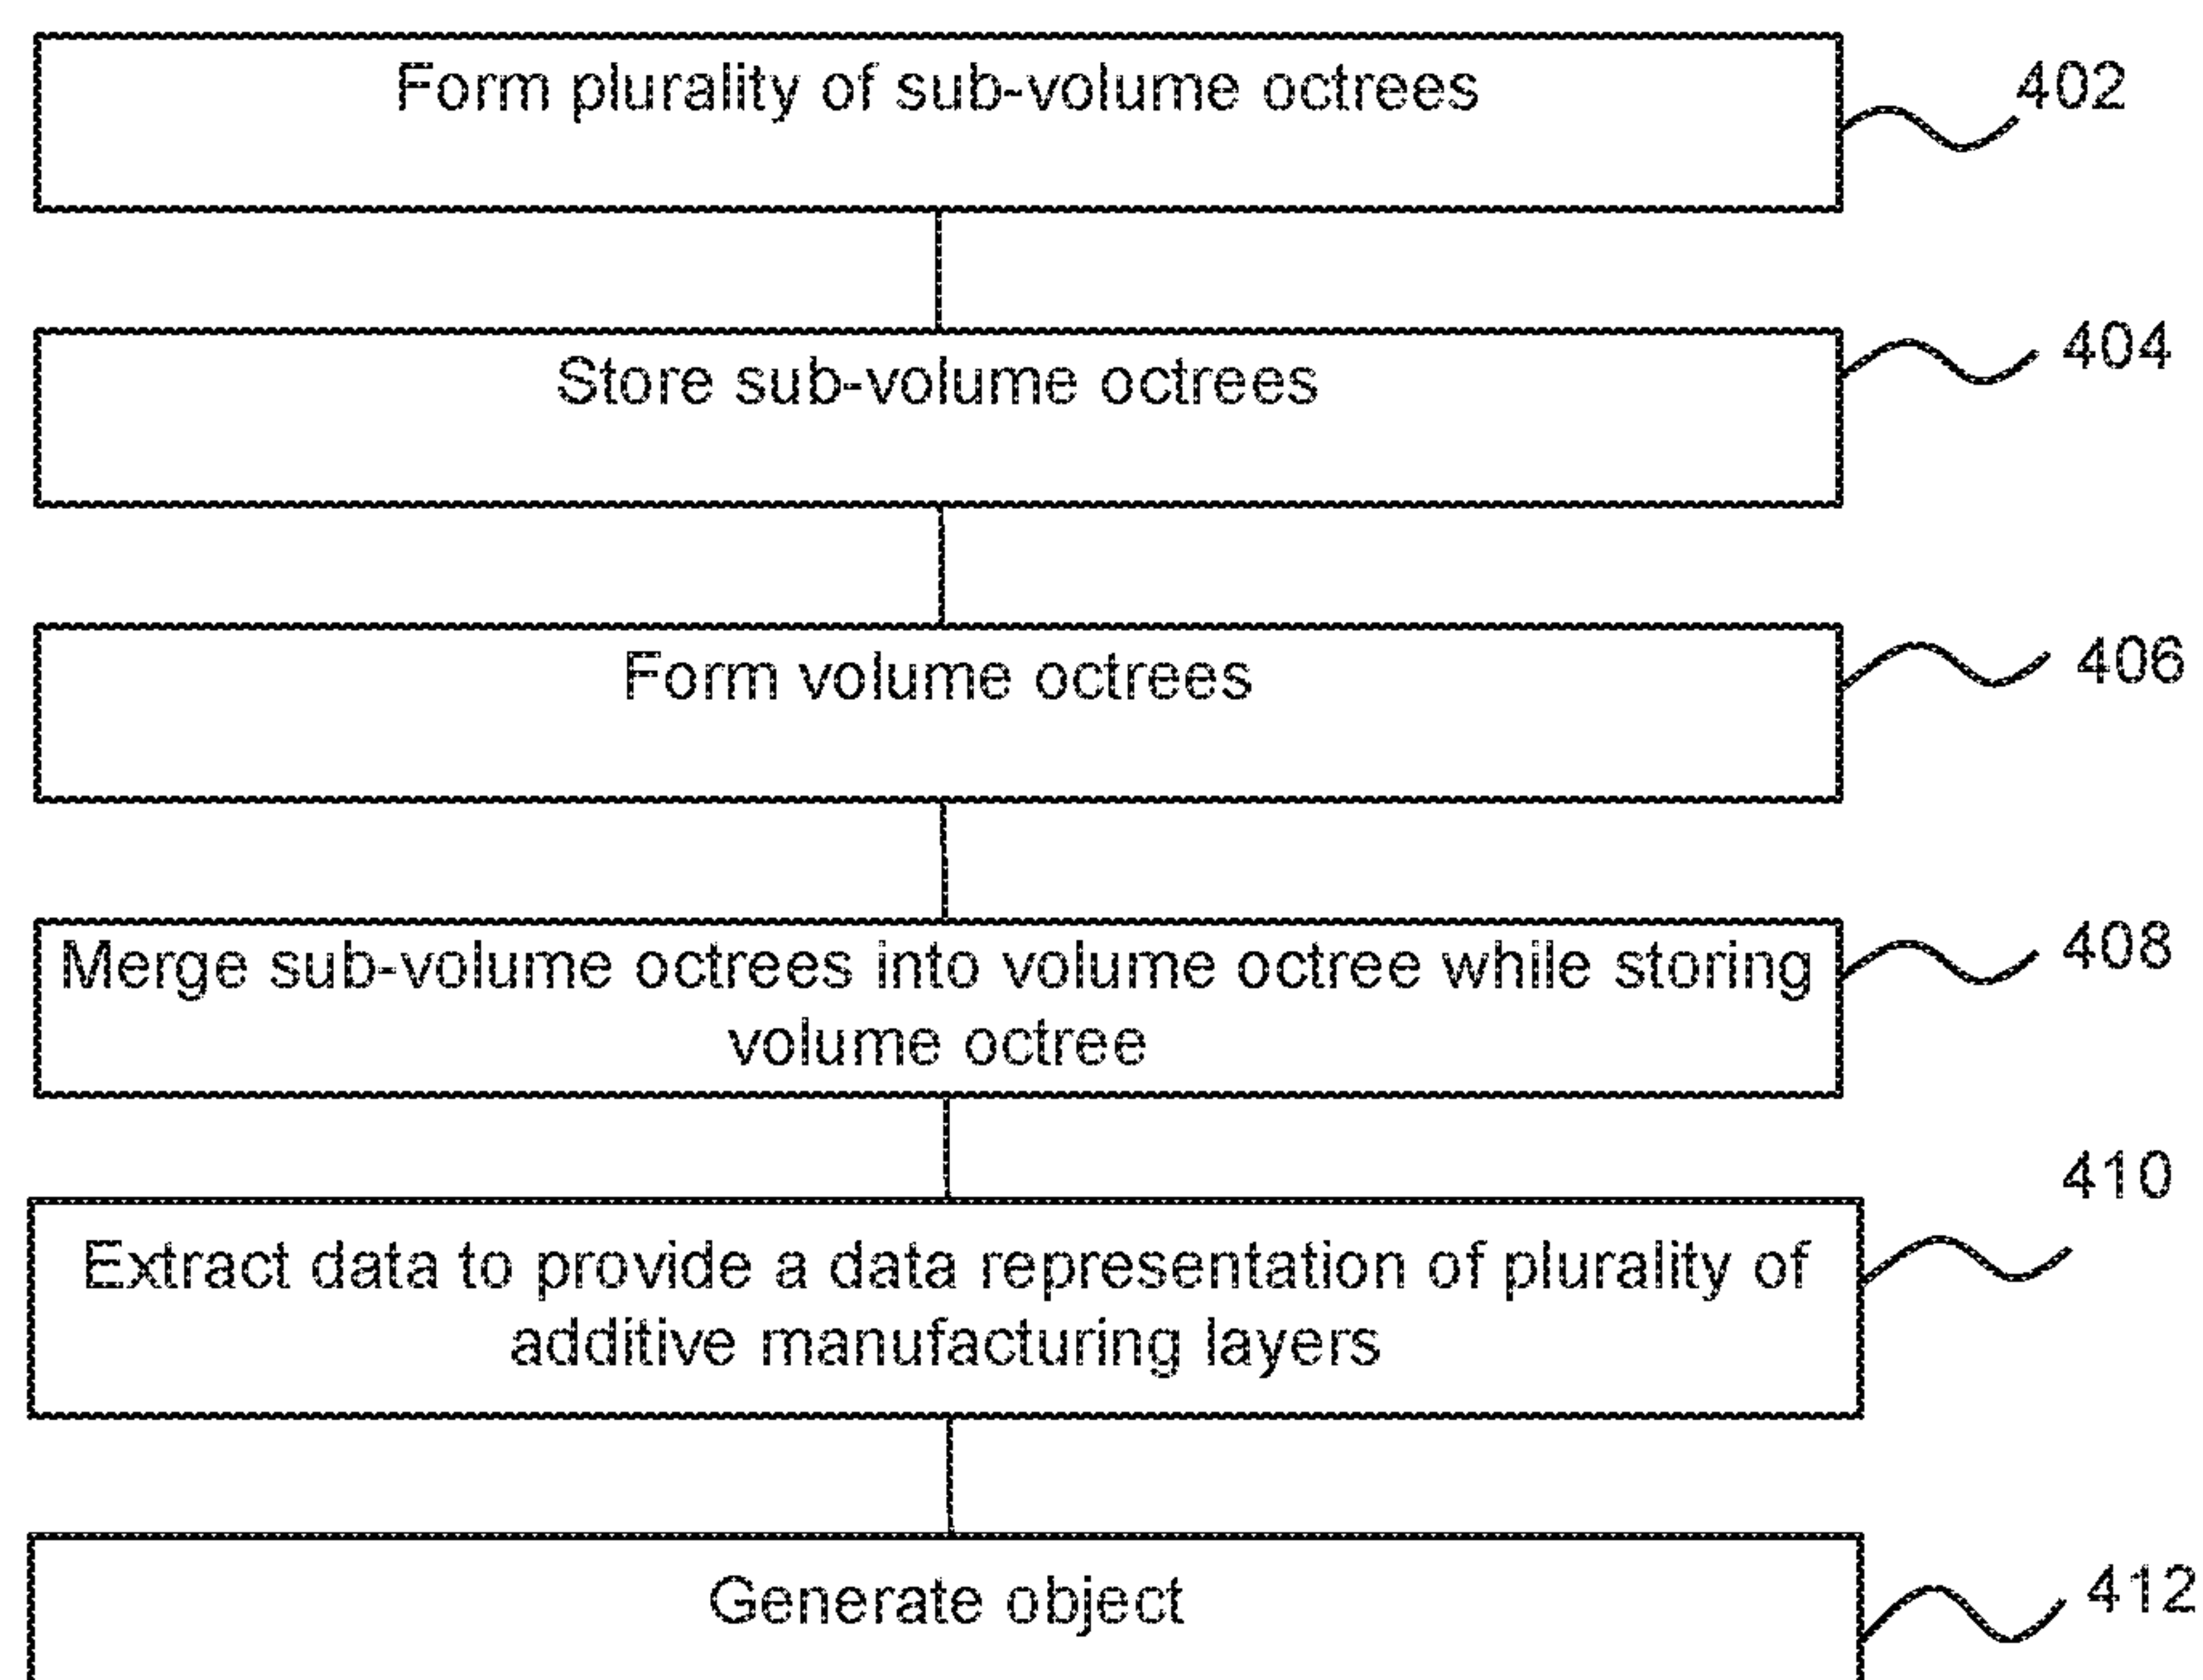 Form plurality of sub-volume octrees
402
Store sub-volume octrees
404
Form volume octrees
406
Merge sub-volume octrees into volume octree while storing
volume octree
408
410
Extract data to provide a data representation of plurality of
additive manufacturing layers
Generate object
412